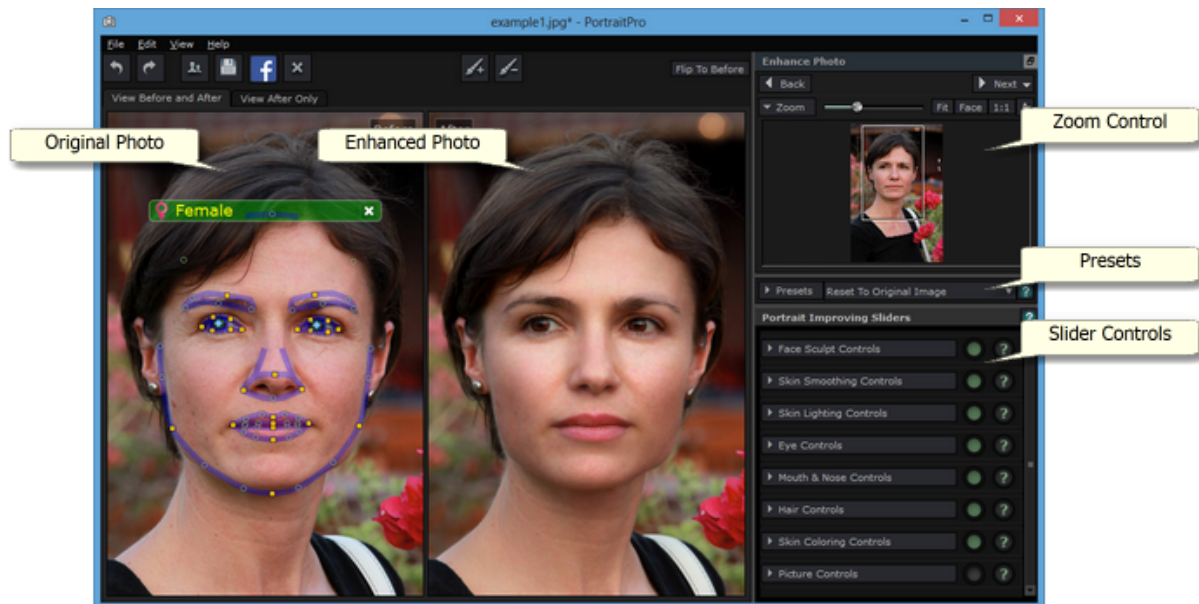 example1.jpg* - PortraitPro
File Edit View Help
f
Flip To Before
Enhance Photo
Back Next
View Before and After View After Only
Zoom Fit Face 1:1
Before After
Original Photo
Enhanced Photo
Zoom Control
Female
Presets
Presets Reset To Original Image ?
Portrait Improving Sliders ?
Slider Controls
Face Sculpt Controls ?
Skin Smoothing Controls ?
Skin Lighting Controls ?
Eye Controls ?
Mouth & Nose Controls ?
Hair Controls ?
Skin Coloring Controls ?
Picture Controls ?